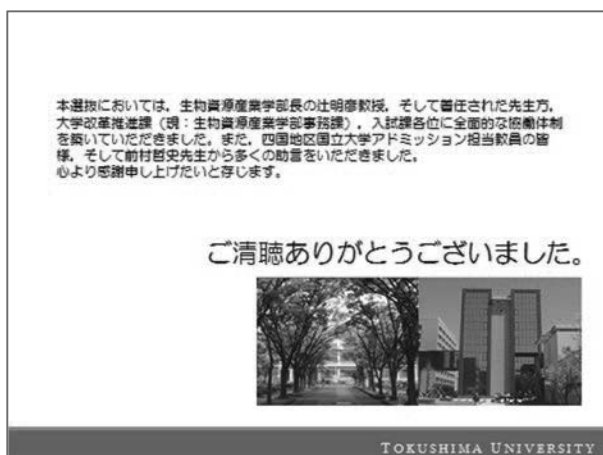 本選抜においては，生物資源産業学部長の辻明彦教授，そして着任された先生方，
大学改革推進課（現：生物資源産業学部事務課），入試課各位に全面的な協働体制
を築いていただきました。また，四国地区国立大学アドミッション担当教員の皆
様，そして前村哲史先生から多くの助言をいただきました。
心より感謝申し上げたいと存じます。
ご清聴ありがとうございました。
TOKUSHIMA UNIVERSITY